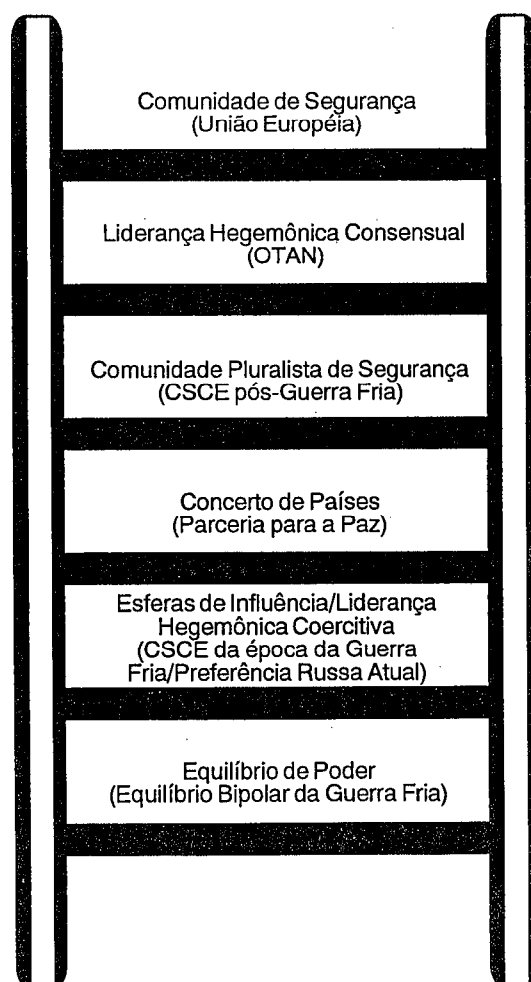 Comunidade de Segurança
(União Européia)
Liderança Hegemônica Consensual
(OTAN)
Comunidade Pluralista de Segurança
(CSCE pós-Guerra Fria)
Concerto de Países
(Parceria para a Paz)
Esferas de Influência/Liderança
Hegemônica Coercitiva
(CSCE da época da Guerra
Fria/Preferência Russa Atual)
Equilíbrio de Poder
(Equilíbrio Bipolar da Guerra Fria)